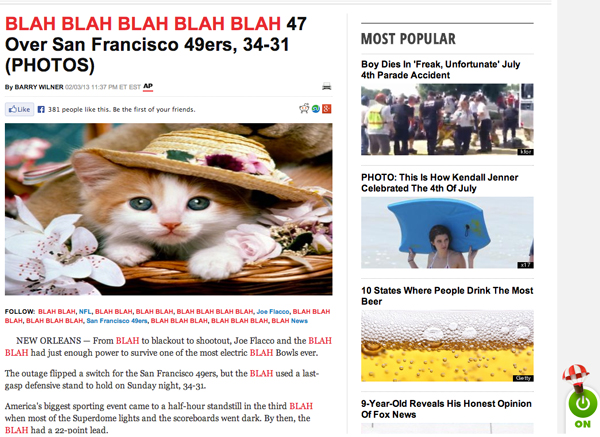 BLAH BLAH BLAH BLAH BLAH 47
Over San Francisco 49ers, 34-31
(PHOTOS)
By BARRY WILNER 02/03/13 11:37 PM ET EST AP
Like 381 people like this. Be the first of your friends.
FOLLOW: BLAH BLAH, NFL, BLAH BLAH, BLAH BLAH, BLAH BLAH BLAH BLAH, Joe Flacco, BLAH BLAH
BLAH, BLAH BLAH BLAH, San Francisco 49ers, BLAH BLAH BLAH, BLAH BLAH BLAH, BLAH News
NEW ORLEANS — From BLAH to blackout to shootout, Joe Flacco and the BLAH
BLAH had just enough power to survive one of the most electric BLAH Bowls ever.
The outage flipped a switch for the San Francisco 49ers, but the BLAH used a last-
gasp defensive stand to hold on Sunday night, 34-31.
America's biggest sporting event came to a half-hour standstill in the third BLAH
when most of the Superdome lights and the scoreboards went dark. By then, the
BLAH had a 22-point lead.
MOST POPULAR
Boy Dies In 'Freak, Unfortunate' July
4th Parade Accident
kfor
PHOTO: This Is How Kendall Jenner
Celebrated The 4th Of July
x17
10 States Where People Drink The Most
Beer
Getty
9-Year-Old Reveals His Honest Opinion
Of Fox News
ON